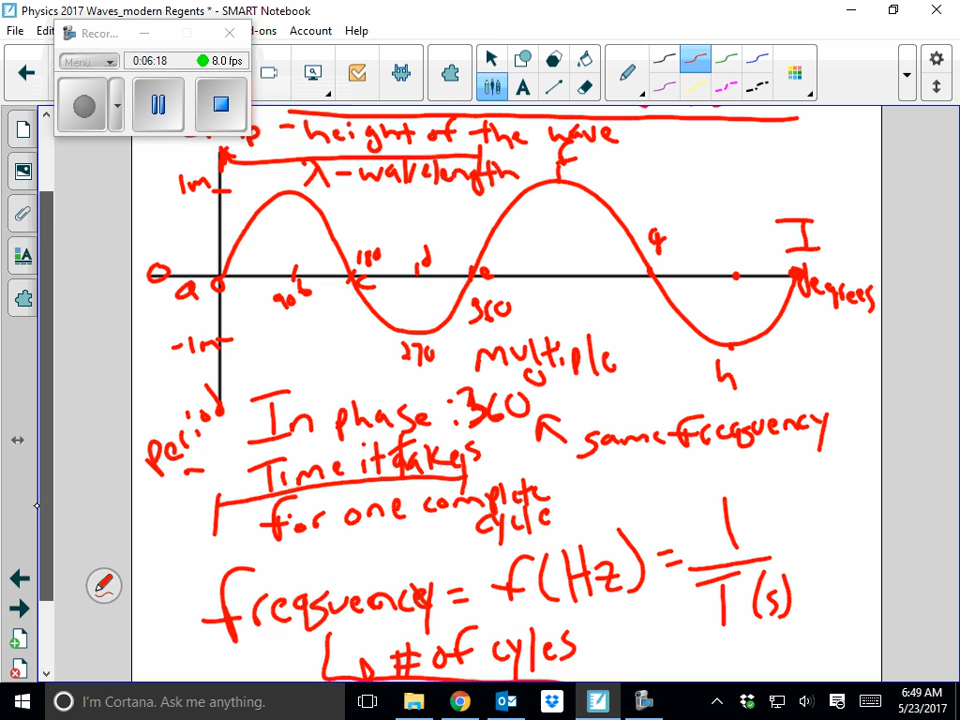 Physics 2017 Waves_modern Regents * - SMART Notebook
File
d-ons
Account
Help
Recor...
Menu
0:06:18
8.0 fps
- height of the wave
λ - wavelength
1m
f
I
g
180
d
e
0
a
90
b
c
degrees
360
-1m
270
multiple
h
Period
In phase : 360
same frequency
Time it takes
for one complete
cycle
frequency = f(Hz) = 1
T(s)
# of cyles
I'm Cortana. Ask me anything.
6:49 AM
5/23/2017